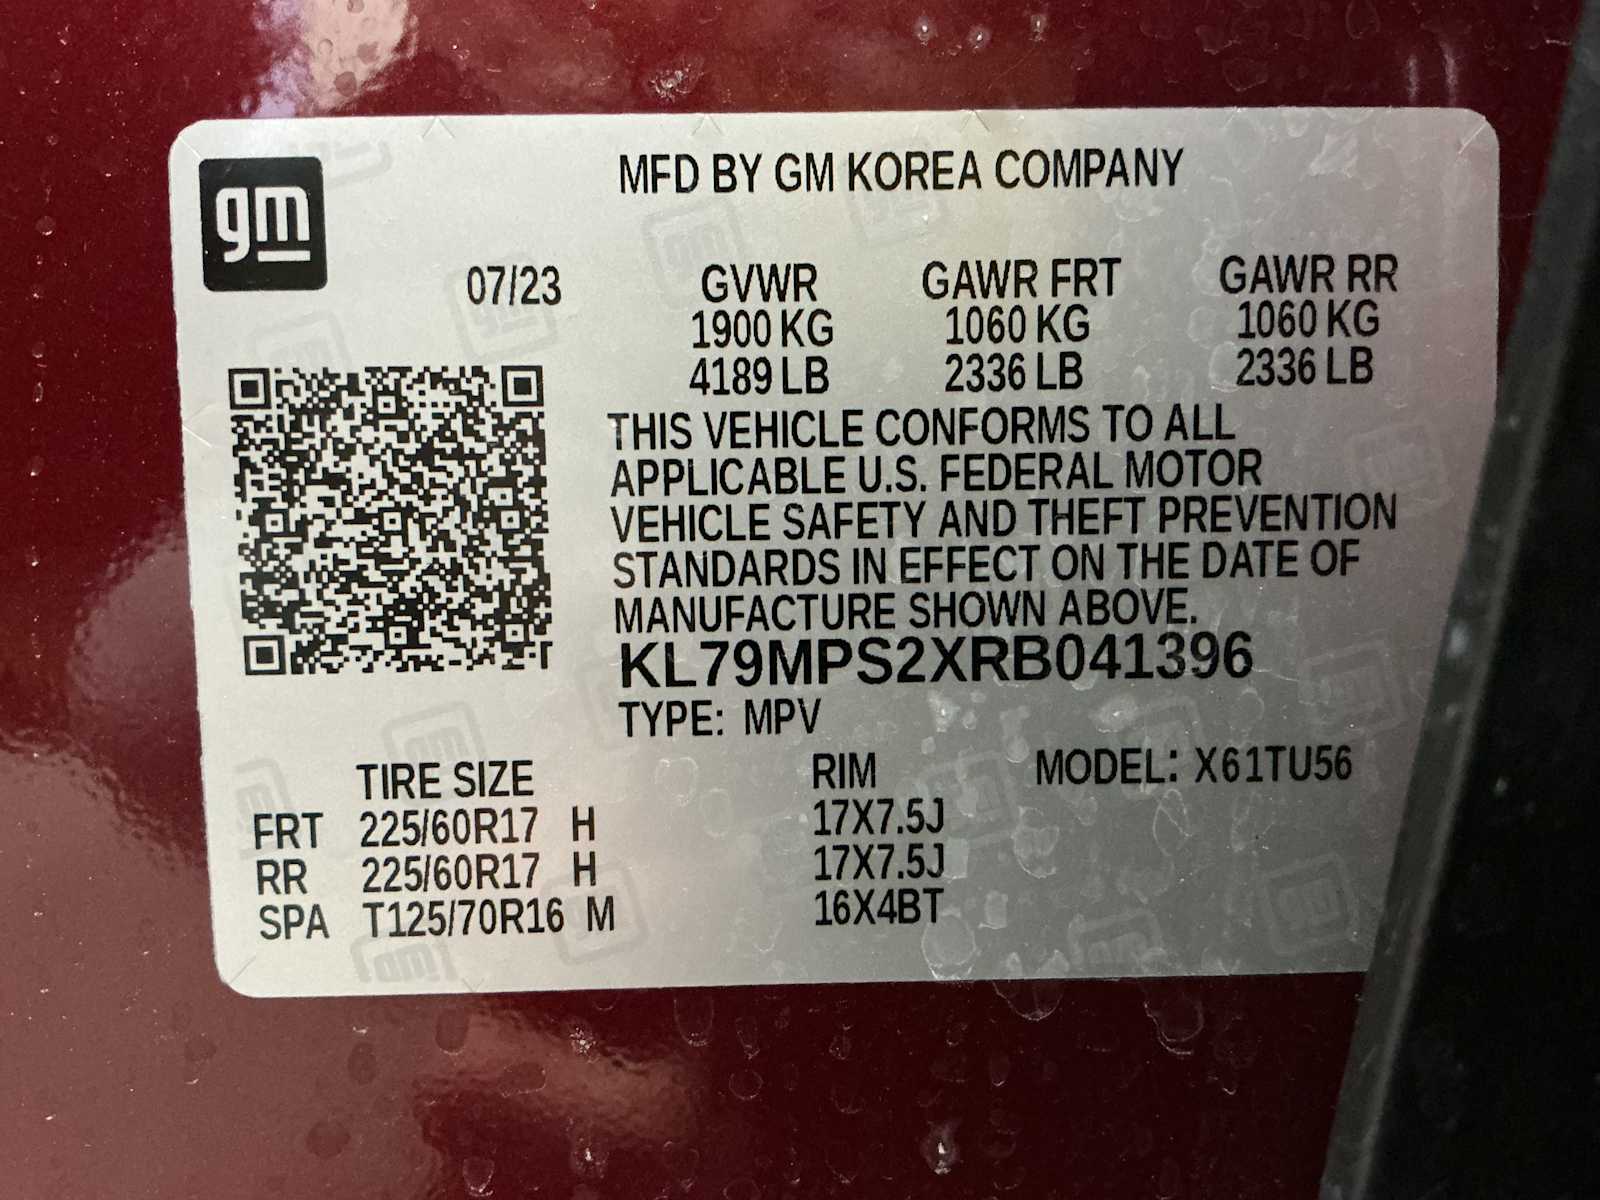 gm
MFD BY GM KOREA COMPANY
07/23 GVWR GAWR FRT GAWR RR
1900 KG 1060 KG 1060 KG
4189 LB 2336 LB 2336 LB
THIS VEHICLE CONFORMS TO ALL
APPLICABLE U.S. FEDERAL MOTOR
VEHICLE SAFETY AND THEFT PREVENTION
STANDARDS IN EFFECT ON THE DATE OF
MANUFACTURE SHOWN ABOVE.
KL79MPS2XRB041396
TYPE: MPV
TIRE SIZE RIM MODEL: X61TU56
FRT 225/60R17 H 17X7.5J
RR 225/60R17 H 17X7.5J
SPA T125/70R16 M 16X4BT